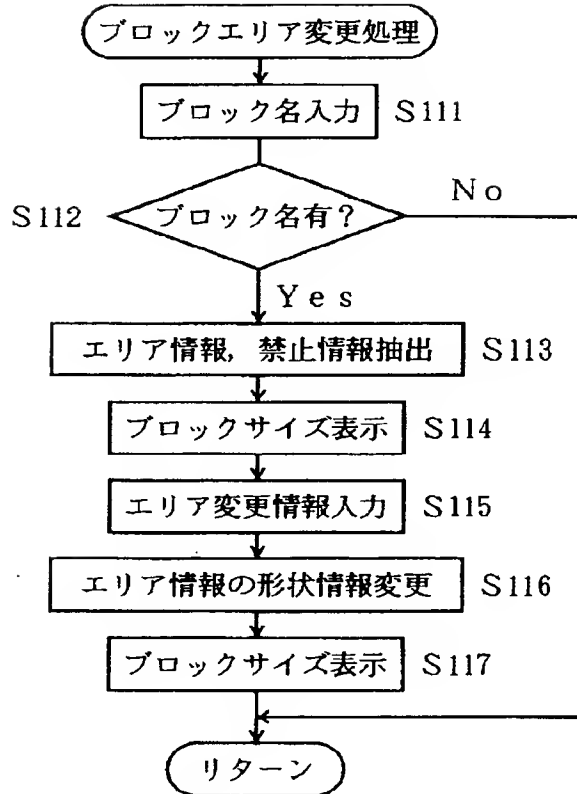 ブロックエリア変更処理
ブロック名入力 S111
S112 ブロック名有? No
Yes
エリア情報,禁止情報抽出 S113
ブロックサイズ表示 S114
エリア変更情報入力 S115
エリア情報の形状情報変更 S116
ブロックサイズ表示 S117
リターン